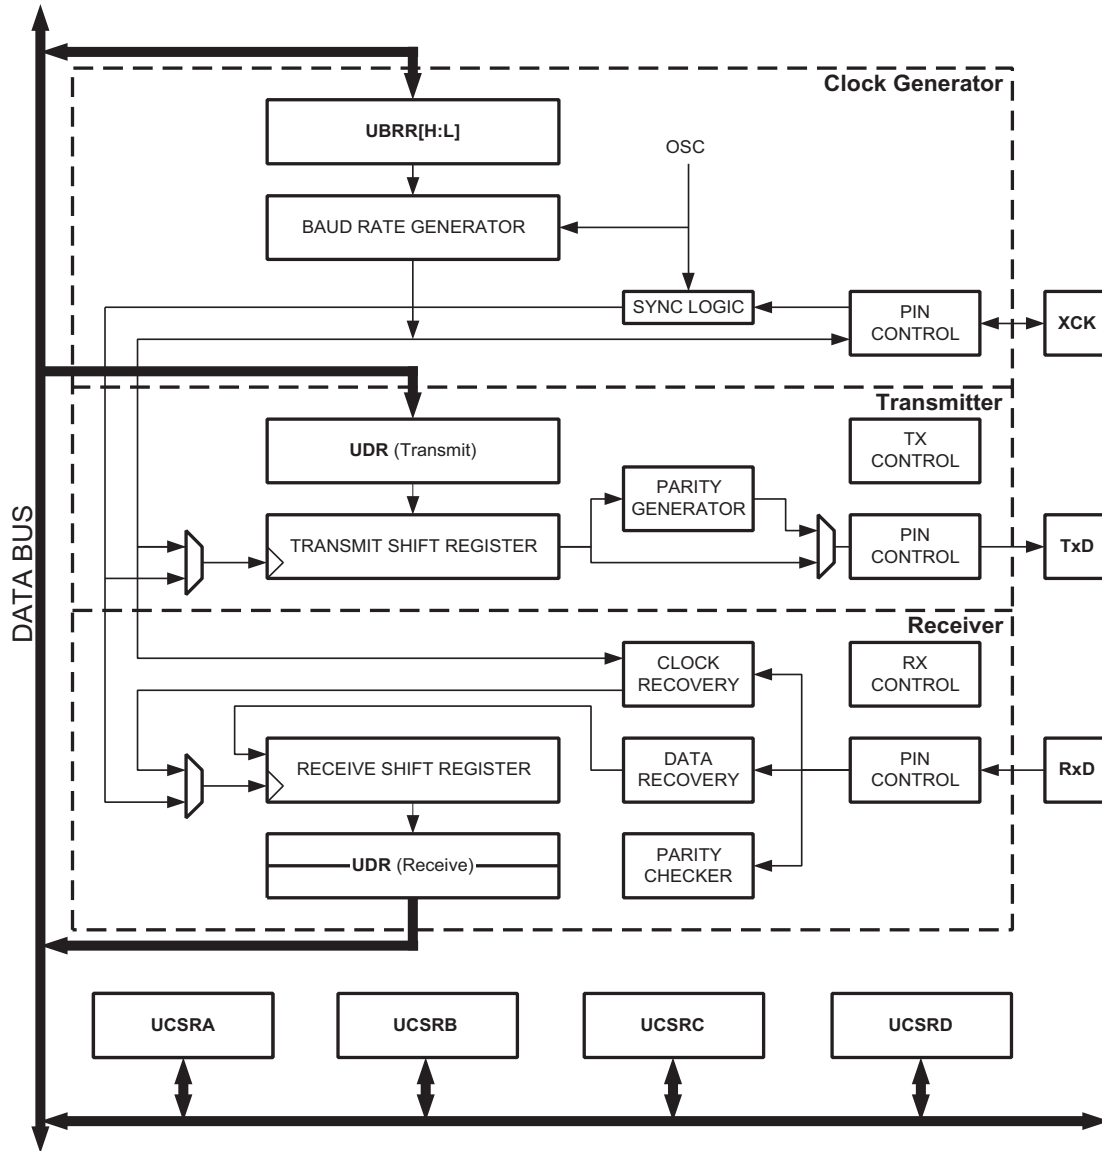 Clock Generator
UBRR[H:L]
OSC
BAUD RATE GENERATOR
SYNC LOGIC
PIN
CONTROL
XCK
Transmitter
UDR (Transmit)
TX
CONTROL
PARITY
GENERATOR
TRANSMIT SHIFT REGISTER
PIN
CONTROL
TxD
DATA BUS
Receiver
CLOCK
RECOVERY
RX
CONTROL
RECEIVE SHIFT REGISTER
DATA
RECOVERY
PIN
CONTROL
RxD
UDR (Receive)
PARITY
CHECKER
UCSRA
UCSRB
UCSRC
UCSRD